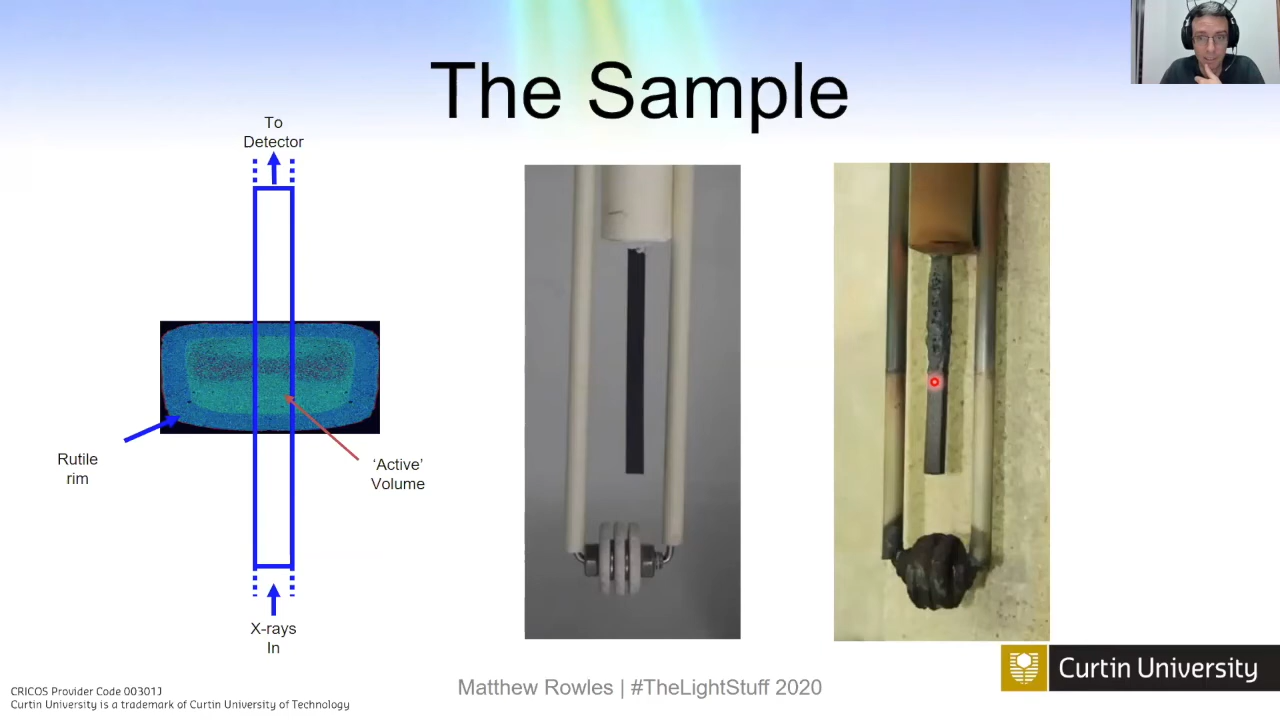 The Sample
To
Detector
Rutile
rim
'Active'
Volume
X-rays
In
Curtin University
Matthew Rowles | #TheLightStuff 2020
CRICOS Provider Code 00301J
Curtin University is a trademark of Curtin University of Technology